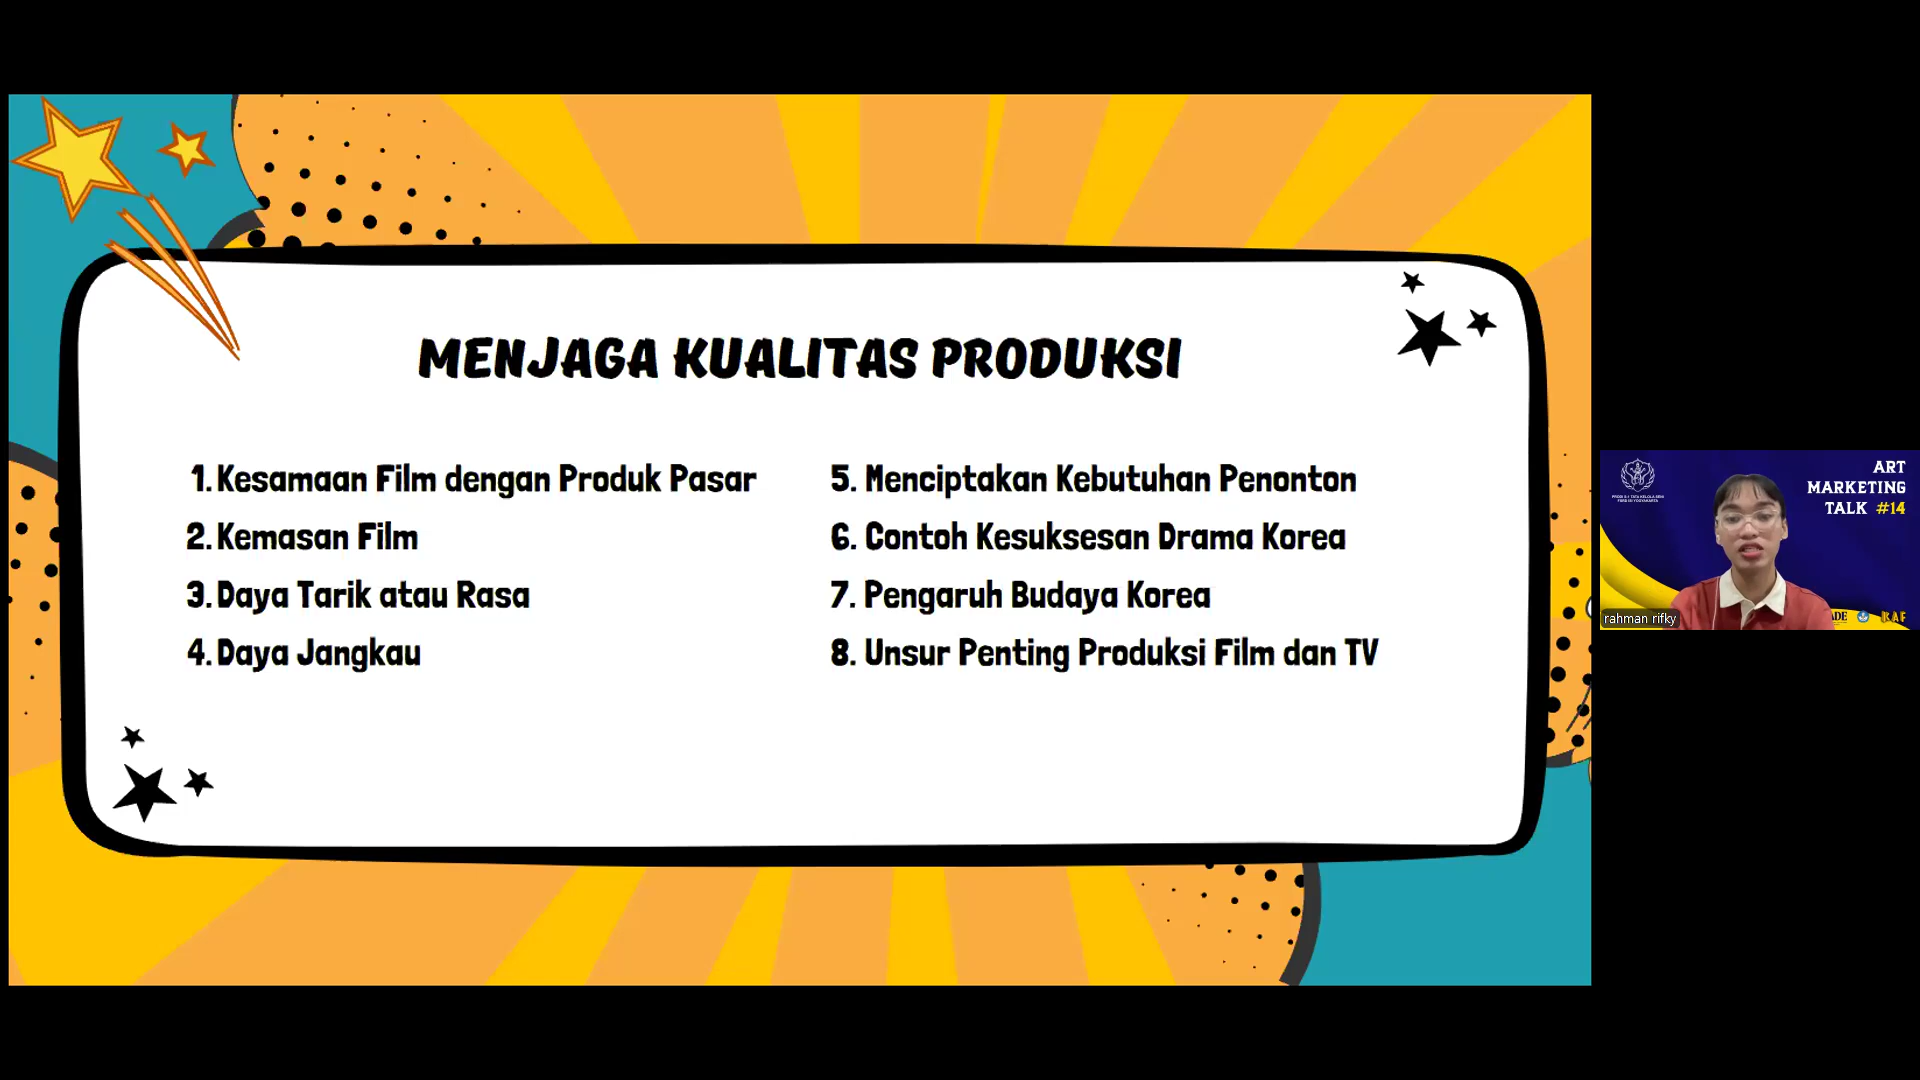 MENJAGA KUALITAS PRODUKSI
1. Kesamaan Film dengan Produk Pasar
2. Kemasan Film
3. Daya Tarik atau Rasa
4. Daya Jangkau
5. Menciptakan Kebutuhan Penonton
6. Contoh Kesuksesan Drama Korea
7. Pengaruh Budaya Korea
8. Unsur Penting Produksi Film dan TV
ART
MARKETING
TALK #14
rahman rifky